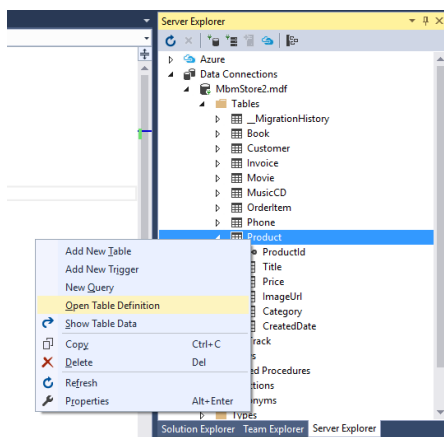 Server Explorer
Azure
Data Connections
MbmStore2.mdf
Tables
__MigrationHistory
Book
Customer
Invoice
Movie
MusicCD
OrderItem
Phone
Product
ProductId
Title
Price
ImageUrl
Category
CreatedDate
rack
s
ed Procedures
ctions
nyms
Types
Add New Table
Add New Trigger
New Query
Open Table Definition
Show Table Data
Copy Ctrl+C
Delete Del
Refresh
Properties Alt+Enter
Solution Explorer Team Explorer Server Explorer